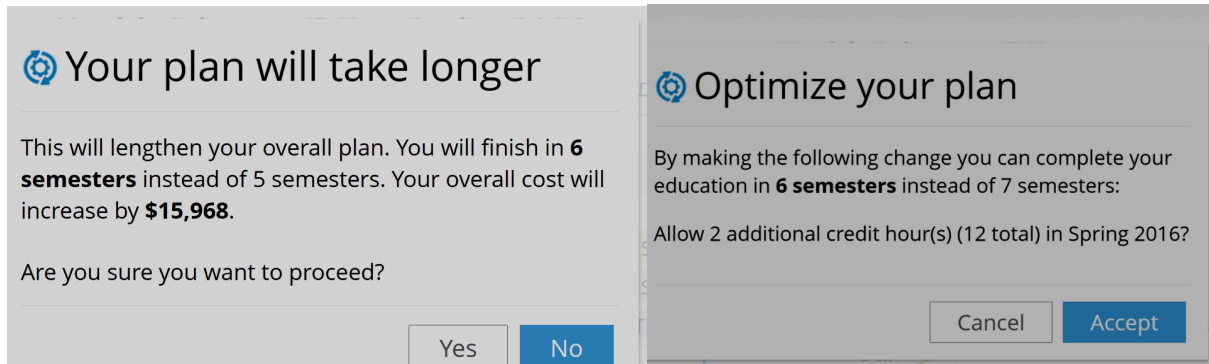 Your plan will take longer
This will lengthen your overall plan. You will finish in 6
semesters instead of 5 semesters. Your overall cost will
increase by $15,968.
Are you sure you want to proceed?
Yes
No
Optimize your plan
By making the following change you can complete your
education in 6 semesters instead of 7 semesters:
Allow 2 additional credit hour(s) (12 total) in Spring 2016?
Cancel
Accept